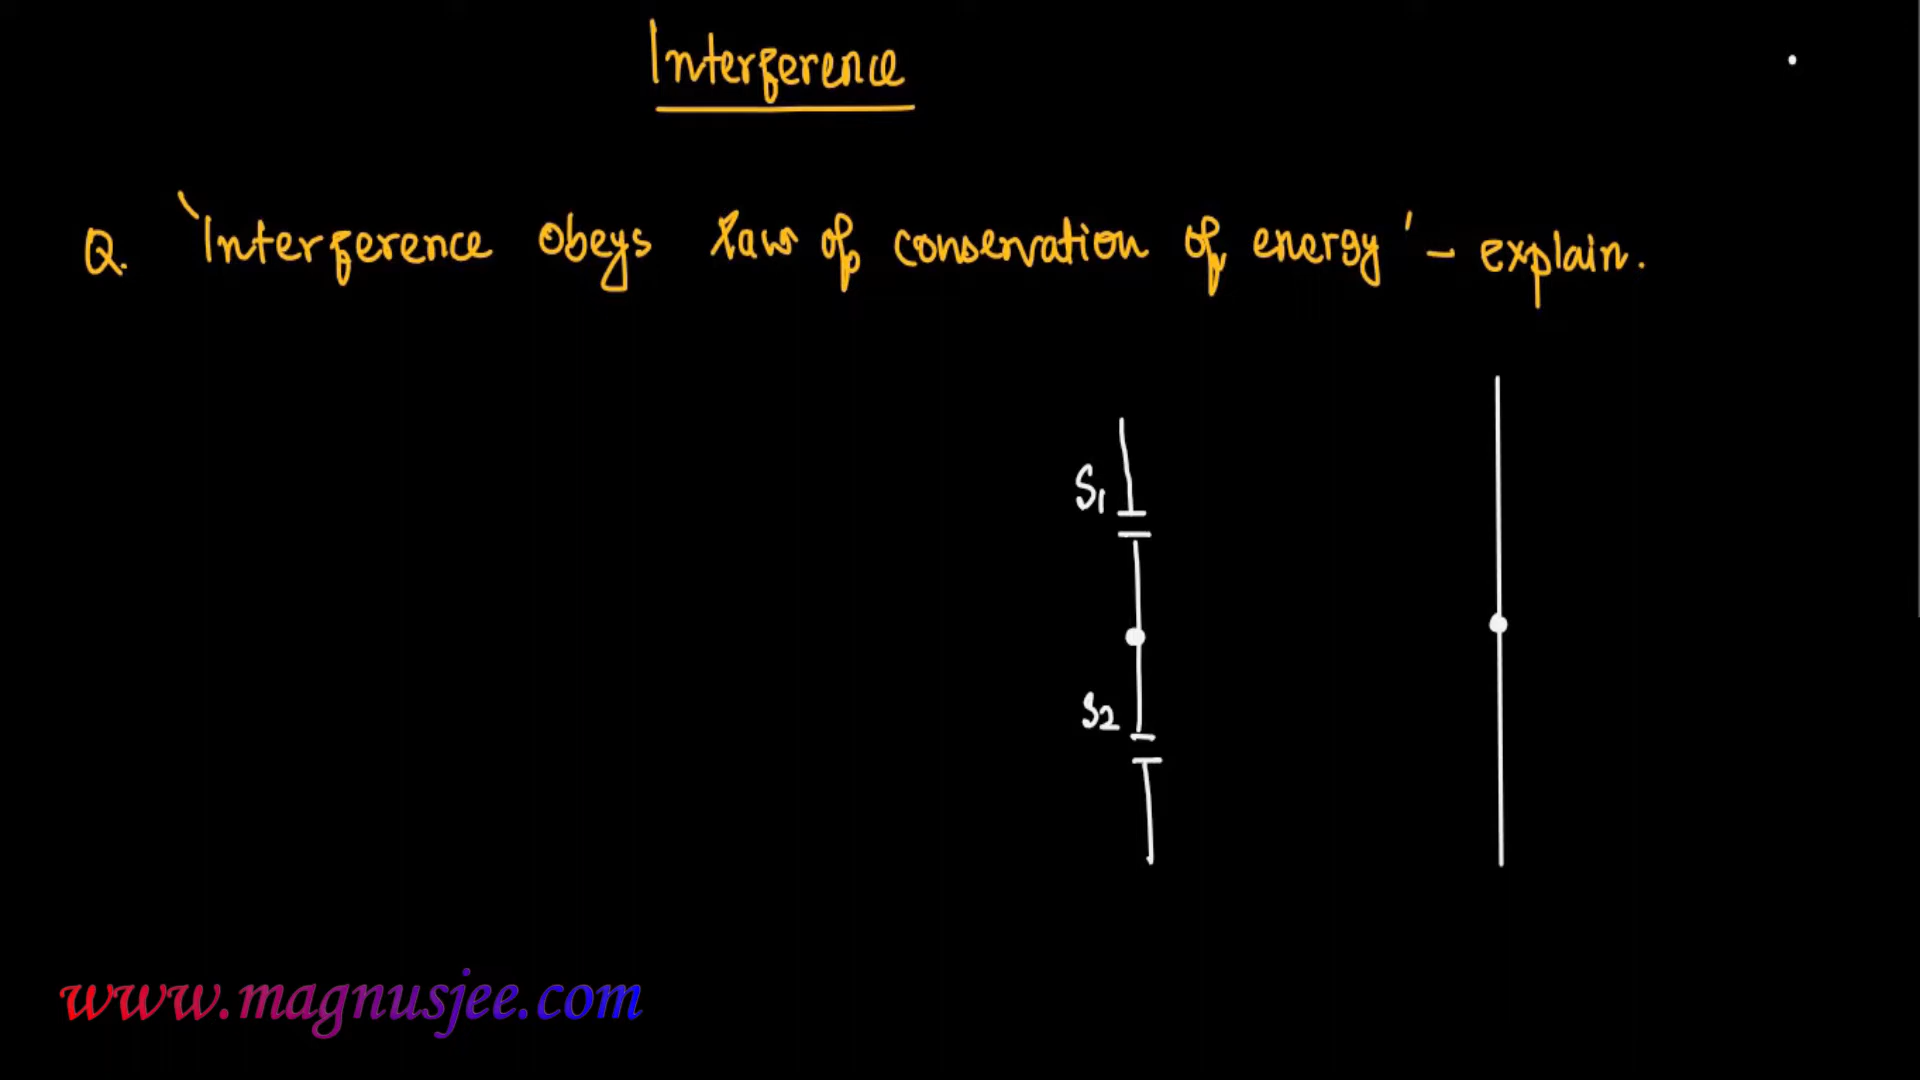 Interference
Q. 'Interference obeys law of conservation of energy' - explain.
S1
S2
www.magnusjee.com